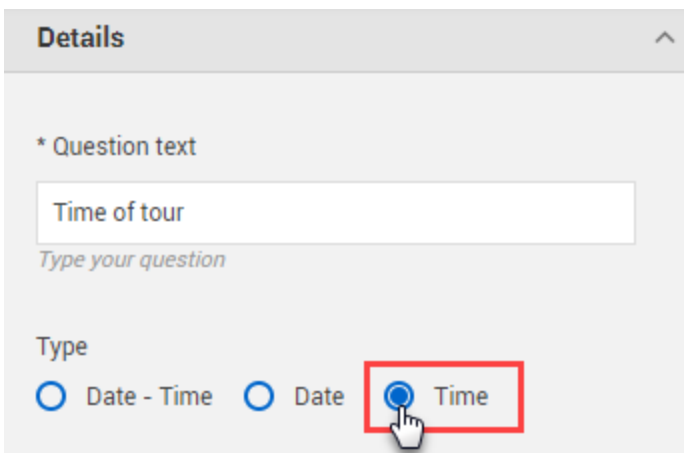 Details
* Question text
Time of tour
Type your question
Type
Date - Time Date Time